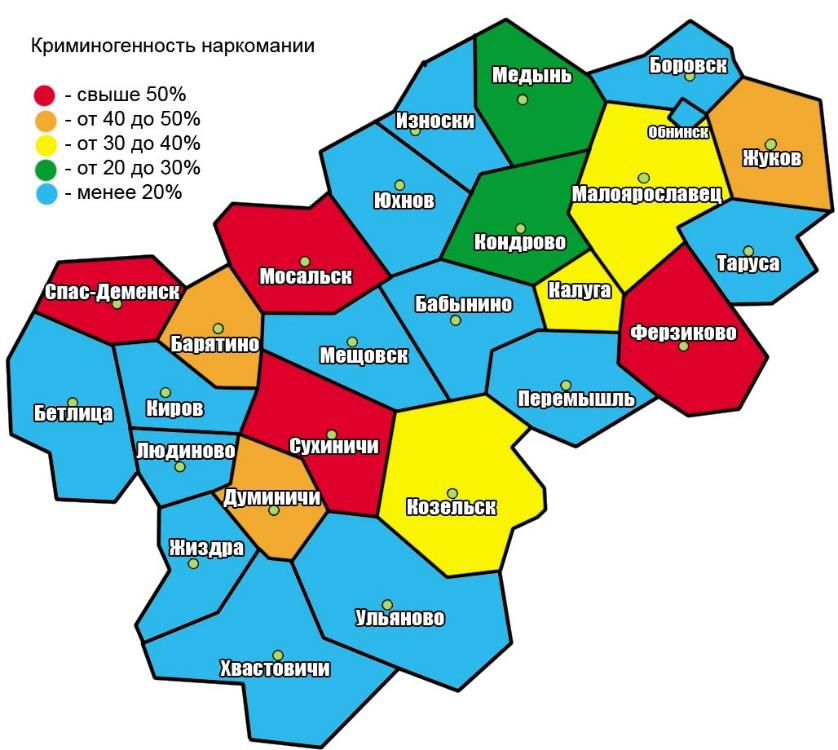 Криминогенность наркомании
- свыше 50%
- от 40 до 50%
- от 30 до 40%
- от 20 до 30%
- менее 20%
Медынь
Боровск
Износки
Обнинск
Жуков
Юхнов
Малоярославец
Кондрово
Таруса
Мосальск
Спас-Деменск
Калуга
Бабынино
Ферзиково
Барятино
Мещовск
Перемышль
Бетлица
Киров
Людиново
Сухиничи
Думиничи
Козельск
Жиздра
Ульяново
Хвастовичи